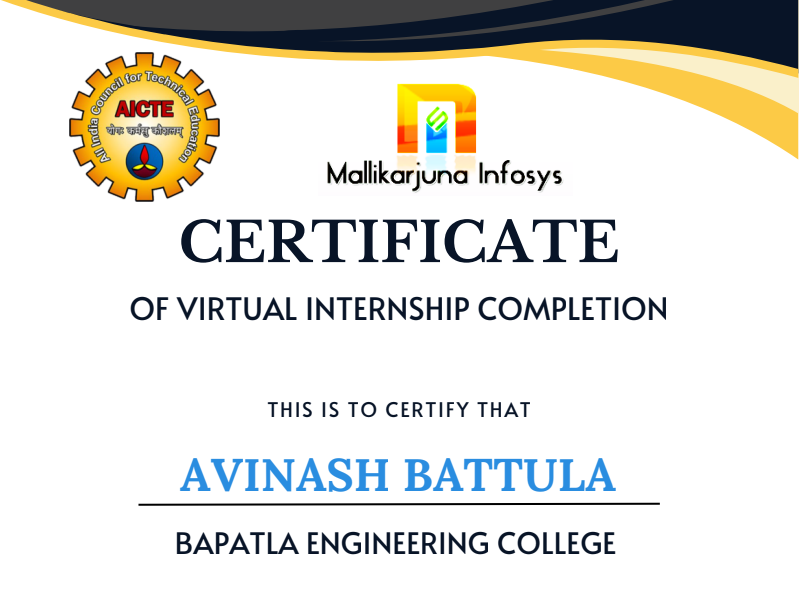 All India Council for Technical Education
AICTE
योगः कर्मसु कौशलम्
Mallikarjuna Infosys
CERTIFICATE
OF VIRTUAL INTERNSHIP COMPLETION
THIS IS TO CERTIFY THAT
AVINASH BATTULA
BAPATLA ENGINEERING COLLEGE